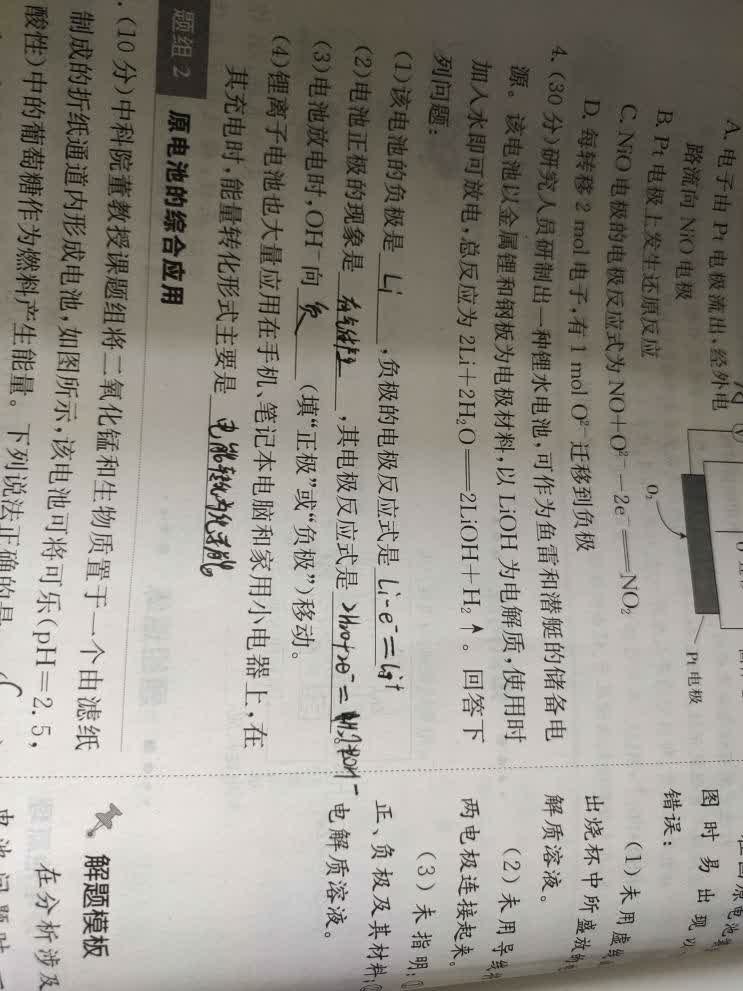 A. 电子由 Pt 电极流出,经外电
路流向 NiO 电极
B. Pt 电极上发生还原反应
C. NiO 电极的电极反应式为 NO+O²⁻－2e⁻══NO₂
D. 每转移 2 mol 电子,有 1 mol O²⁻迁移到负极
O₂
Pt 电极
4. (30 分)研究人员研制出一种锂水电池,可作为鱼雷和潜艇的储备电
源。该电池以金属锂和钢板为电极材料,以 LiOH 为电解质,使用时
加入水即可放电,总反应为 2Li+2H₂O══2LiOH+H₂↑。回答下
列问题:
(1)该电池的负极是 Li ,负极的电极反应式是 Li-e⁻=Li⁺
(2)电池正极的现象是 有气体产生 ,其电极反应式是 2H₂O+2e⁻=H₂↑+2OH⁻ 。
(3)电池放电时,OH⁻向 负 (填“正极”或“负极”)移动。
(4)锂离子电池也大量应用在手机、笔记本电脑和家用小电器上,在
其充电时,能量转化形式主要是 电能转化为化学能。
题组 2 原电池的综合应用
. (10 分)中科院董教授课题组将二氧化锰和生物质置于一个由滤纸
制成的折纸通道内形成电池,如图所示,该电池可将可乐(pH=2.5,
酸性)中的葡萄糖作为燃料产生能量。下列说法正确的是
图时易出现以
错误:
(1)未用虚线
出烧杯中所盛放的
解质溶液。
(2)未用导线
两电极连接起来。
(3)未指明:①
正、负极及其材料;②
电解质溶液。
解题模板
在分析涉及